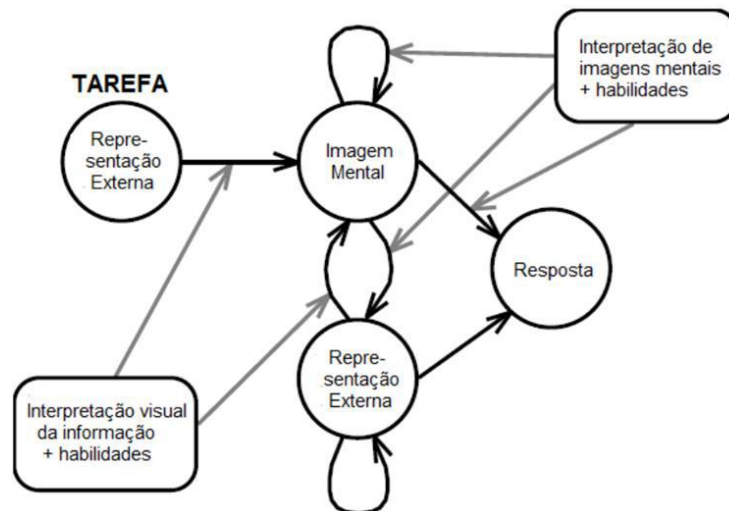 TAREFA
Repre-
sentação
Externa
Imagem
Mental
Interpretação de
imagens mentais
+ habilidades
Resposta
Repre-
sentação
Externa
Interpretação visual
da informação
+ habilidades